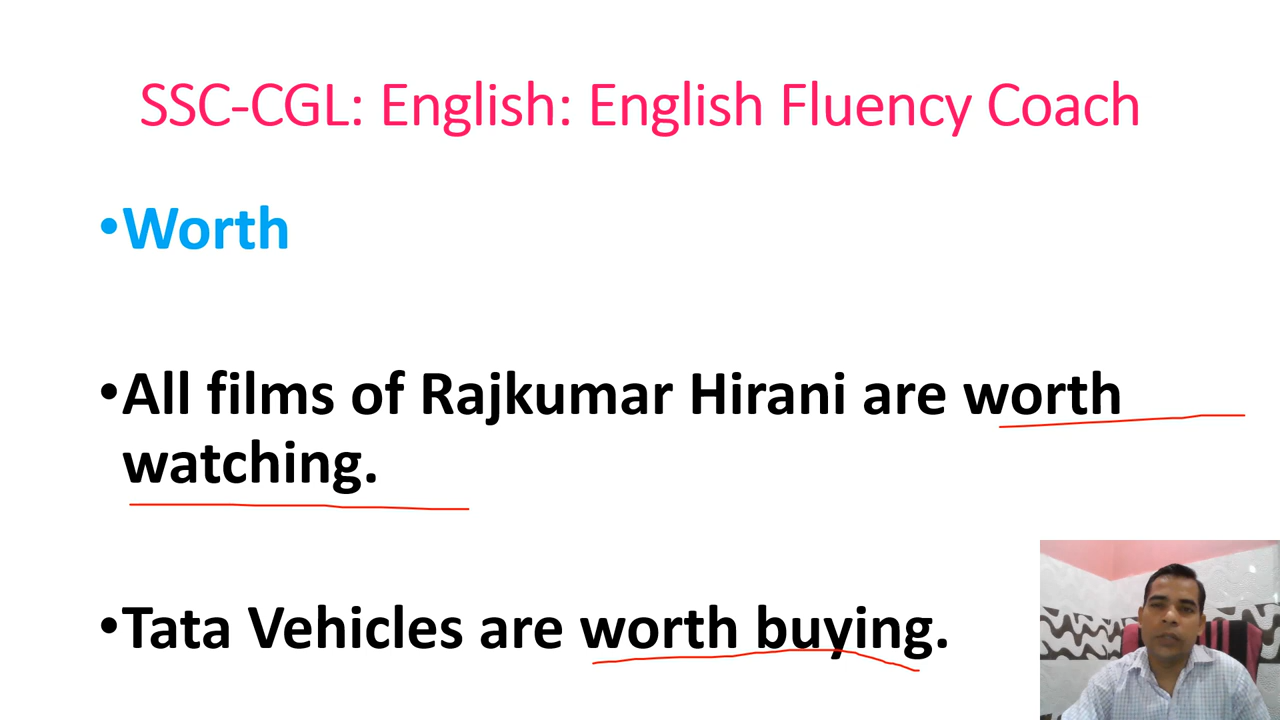 SSC-CGL: English: English Fluency Coach
•Worth
•All films of Rajkumar Hirani are worth
watching.
•Tata Vehicles are worth buying.